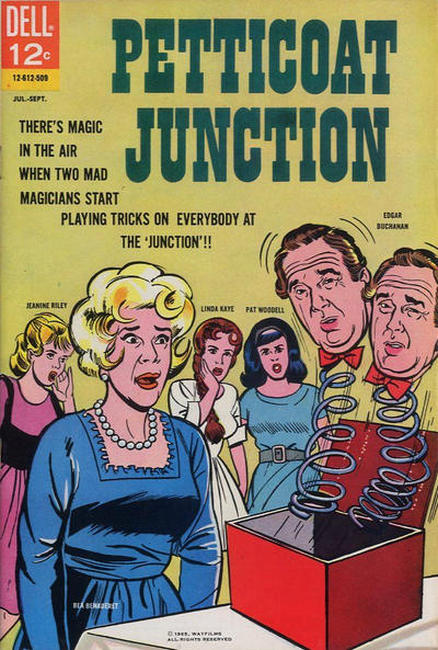 DELL®
12c
12-612-509
JUL.-SEPT.
PETTICOAT
JUNCTION
THERE'S MAGIC
IN THE AIR
WHEN TWO MAD
MAGICIANS START
PLAYING TRICKS ON EVERYBODY AT
THE 'JUNCTION'!!
EDGAR
BUCHANAN
JEANINE RILEY
LINDA KAYE
PAT WOODELL
BEA BENADERET
© 1965, WAYFILMS
ALL RIGHTS RESERVED